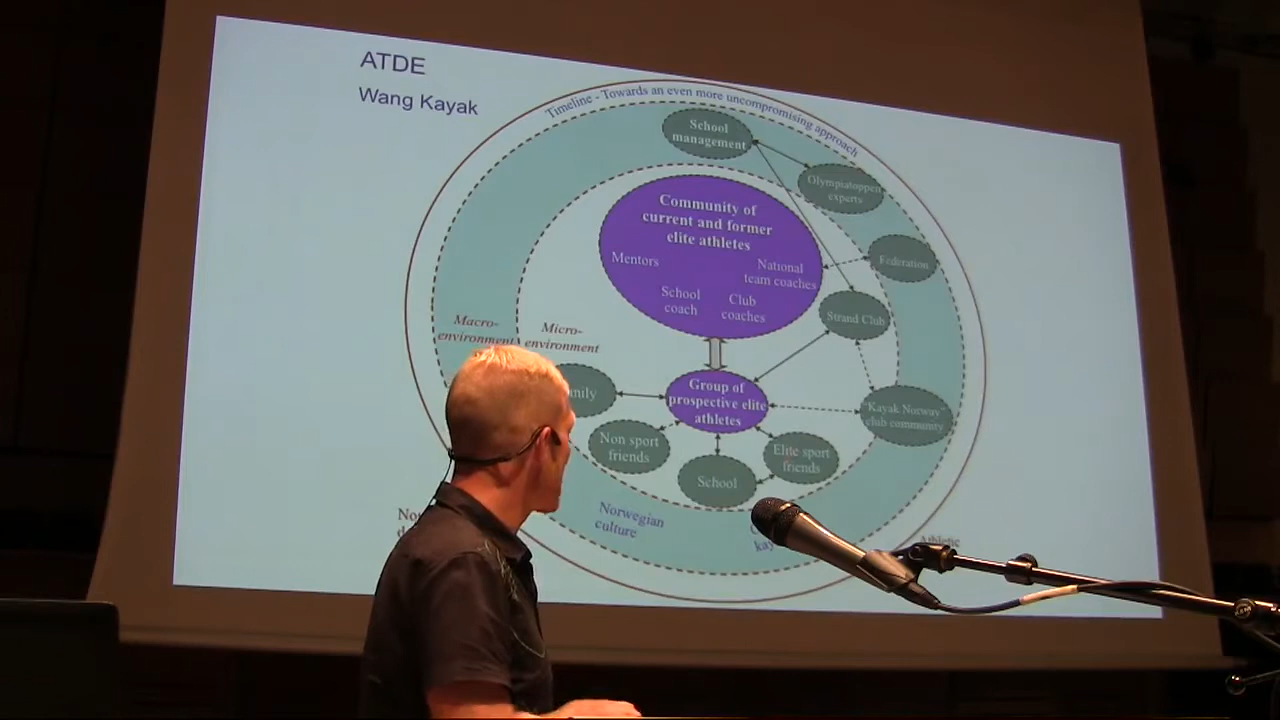 ATDE
Wang Kayak
Timeline - Towards an even more uncompromising approach
School
management
Olympiatoppen
experts
Community of
current and former
elite athletes
Mentors
National
team coaches
School
coach
Club
coaches
Federation
Strand Club
Macro-
environment
Micro-
environment
Group of
prospective elite
athletes
"Kayak Norway"
club community
Non sport
friends
Elite sport
friends
School
Norwegian
culture
Athletic